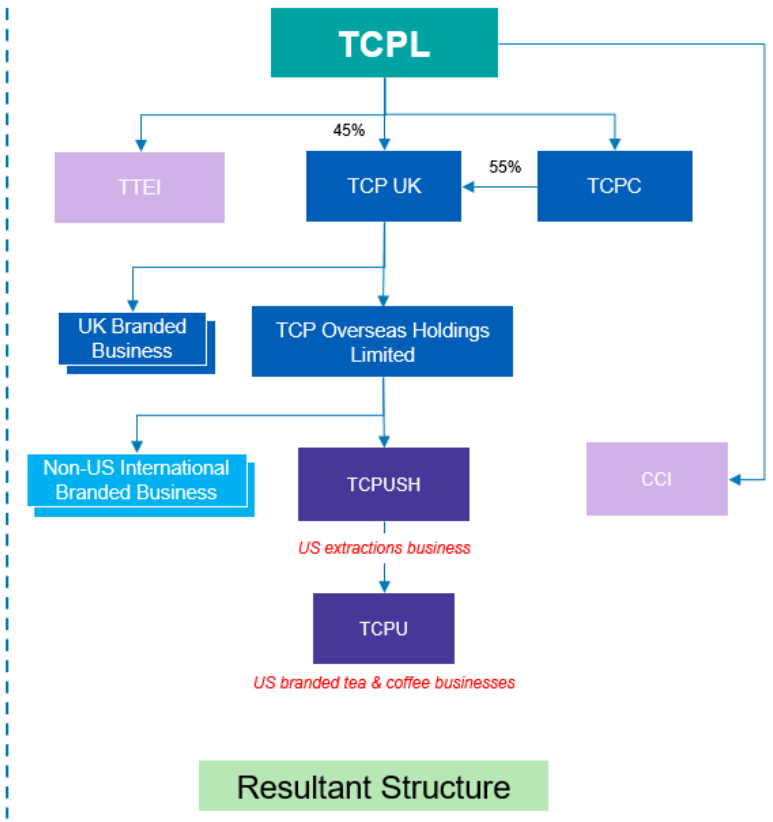 TCPL
45%
55%
TTEI
TCP UK
TCPC
UK Branded
Business
TCP Overseas Holdings
Limited
Non-US International
Branded Business
TCPUSH
CCI
US extractions business
TCPU
US branded tea & coffee businesses
Resultant Structure